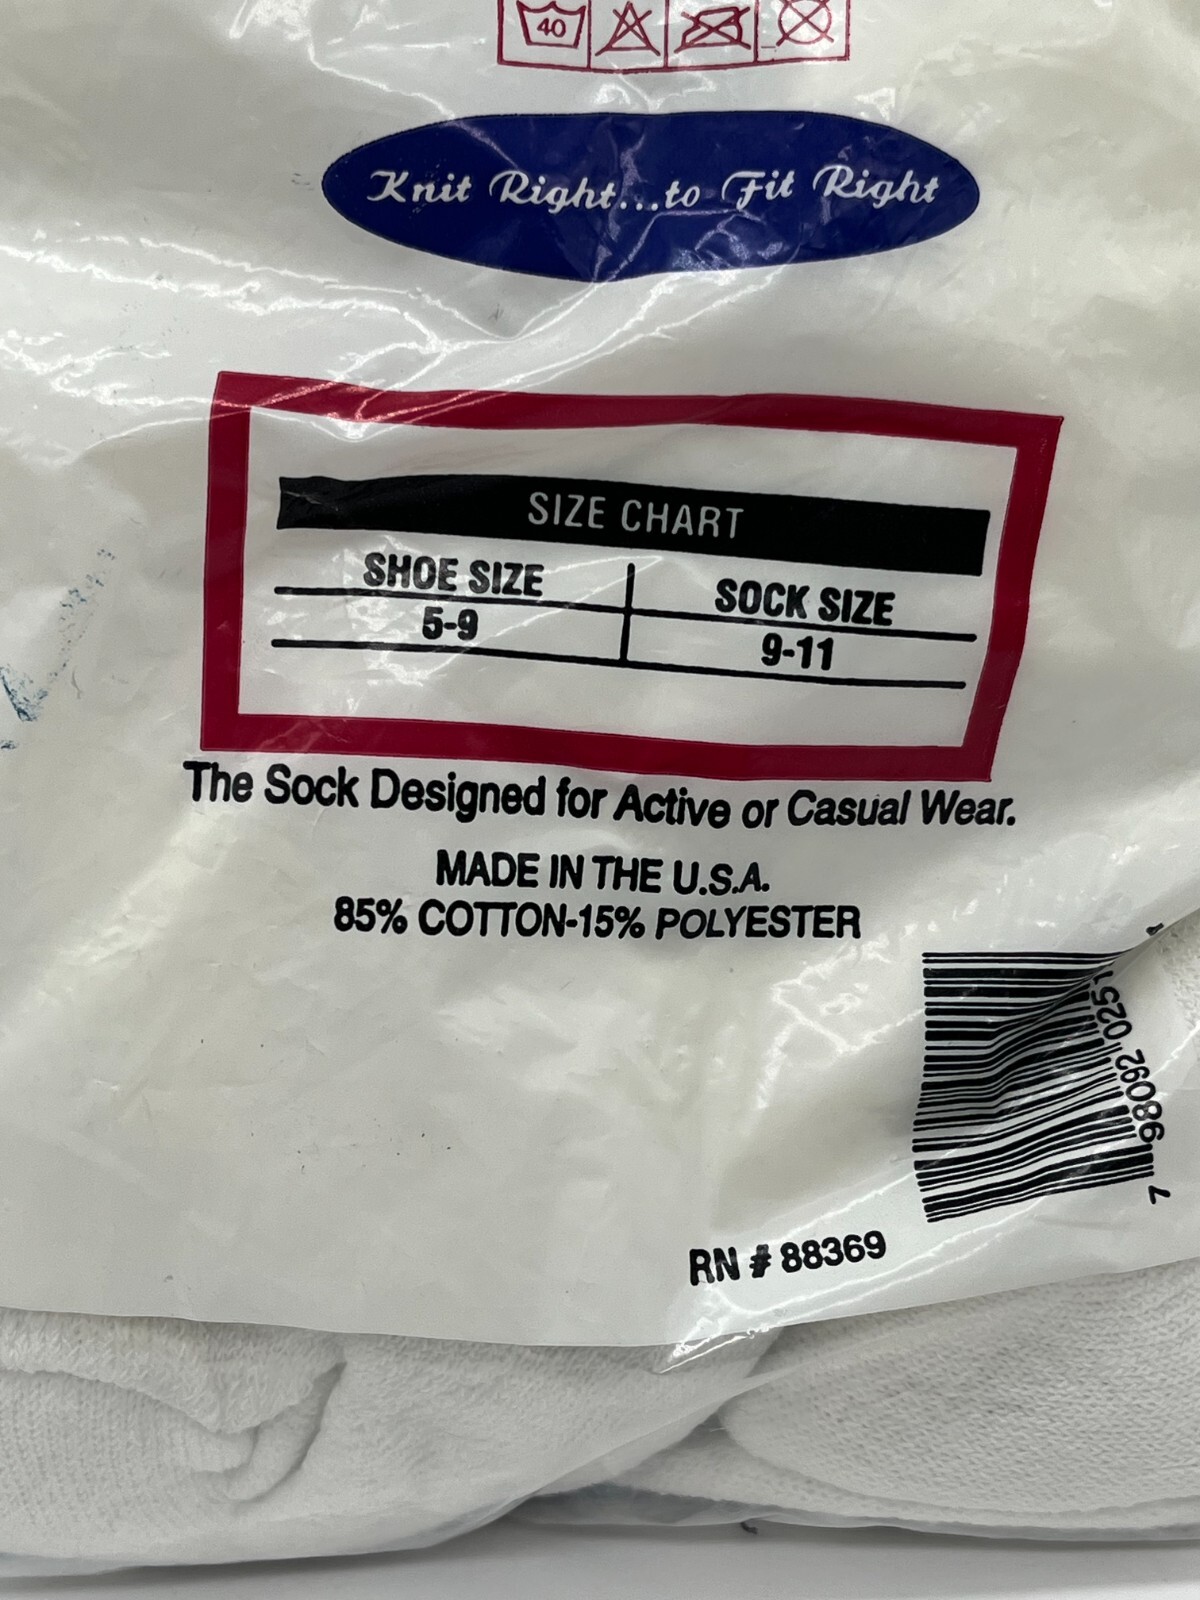 40
Knit Right...to Fit Right
SIZE CHART
SHOE SIZE SOCK SIZE
5-9 9-11
The Sock Designed for Active or Casual Wear.
MADE IN THE U.S.A.
85% COTTON-15% POLYESTER
7 98092 0251
RN # 88369